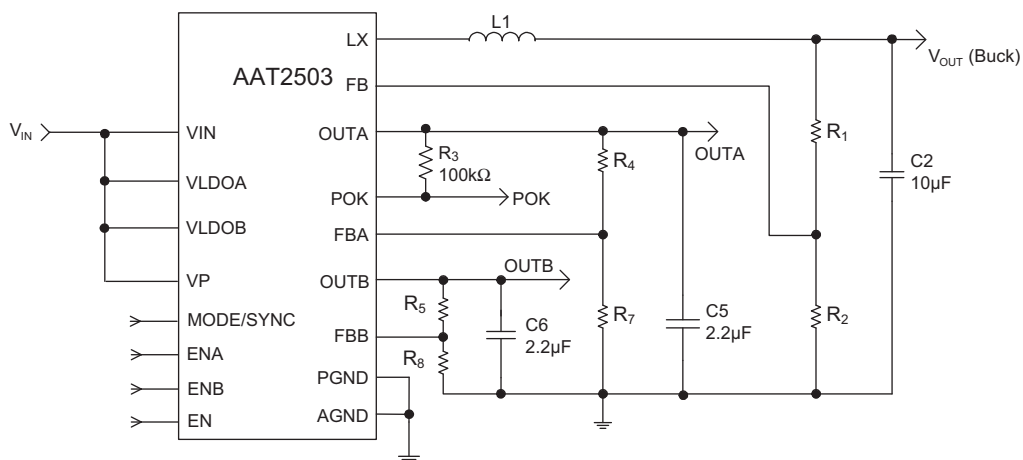 L1
LX
V_OUT (Buck)
AAT2503
FB
V_IN
VIN
OUTA
R_3
100kΩ
R_4
OUTA
R_1
C2
10µF
VLDOA
POK
POK
VLDOB
FBA
OUTB
VP
OUTB
R_5
MODE/SYNC
C6
2.2µF
R_7
C5
2.2µF
R_2
FBB
ENA
R_8
PGND
ENB
AGND
EN